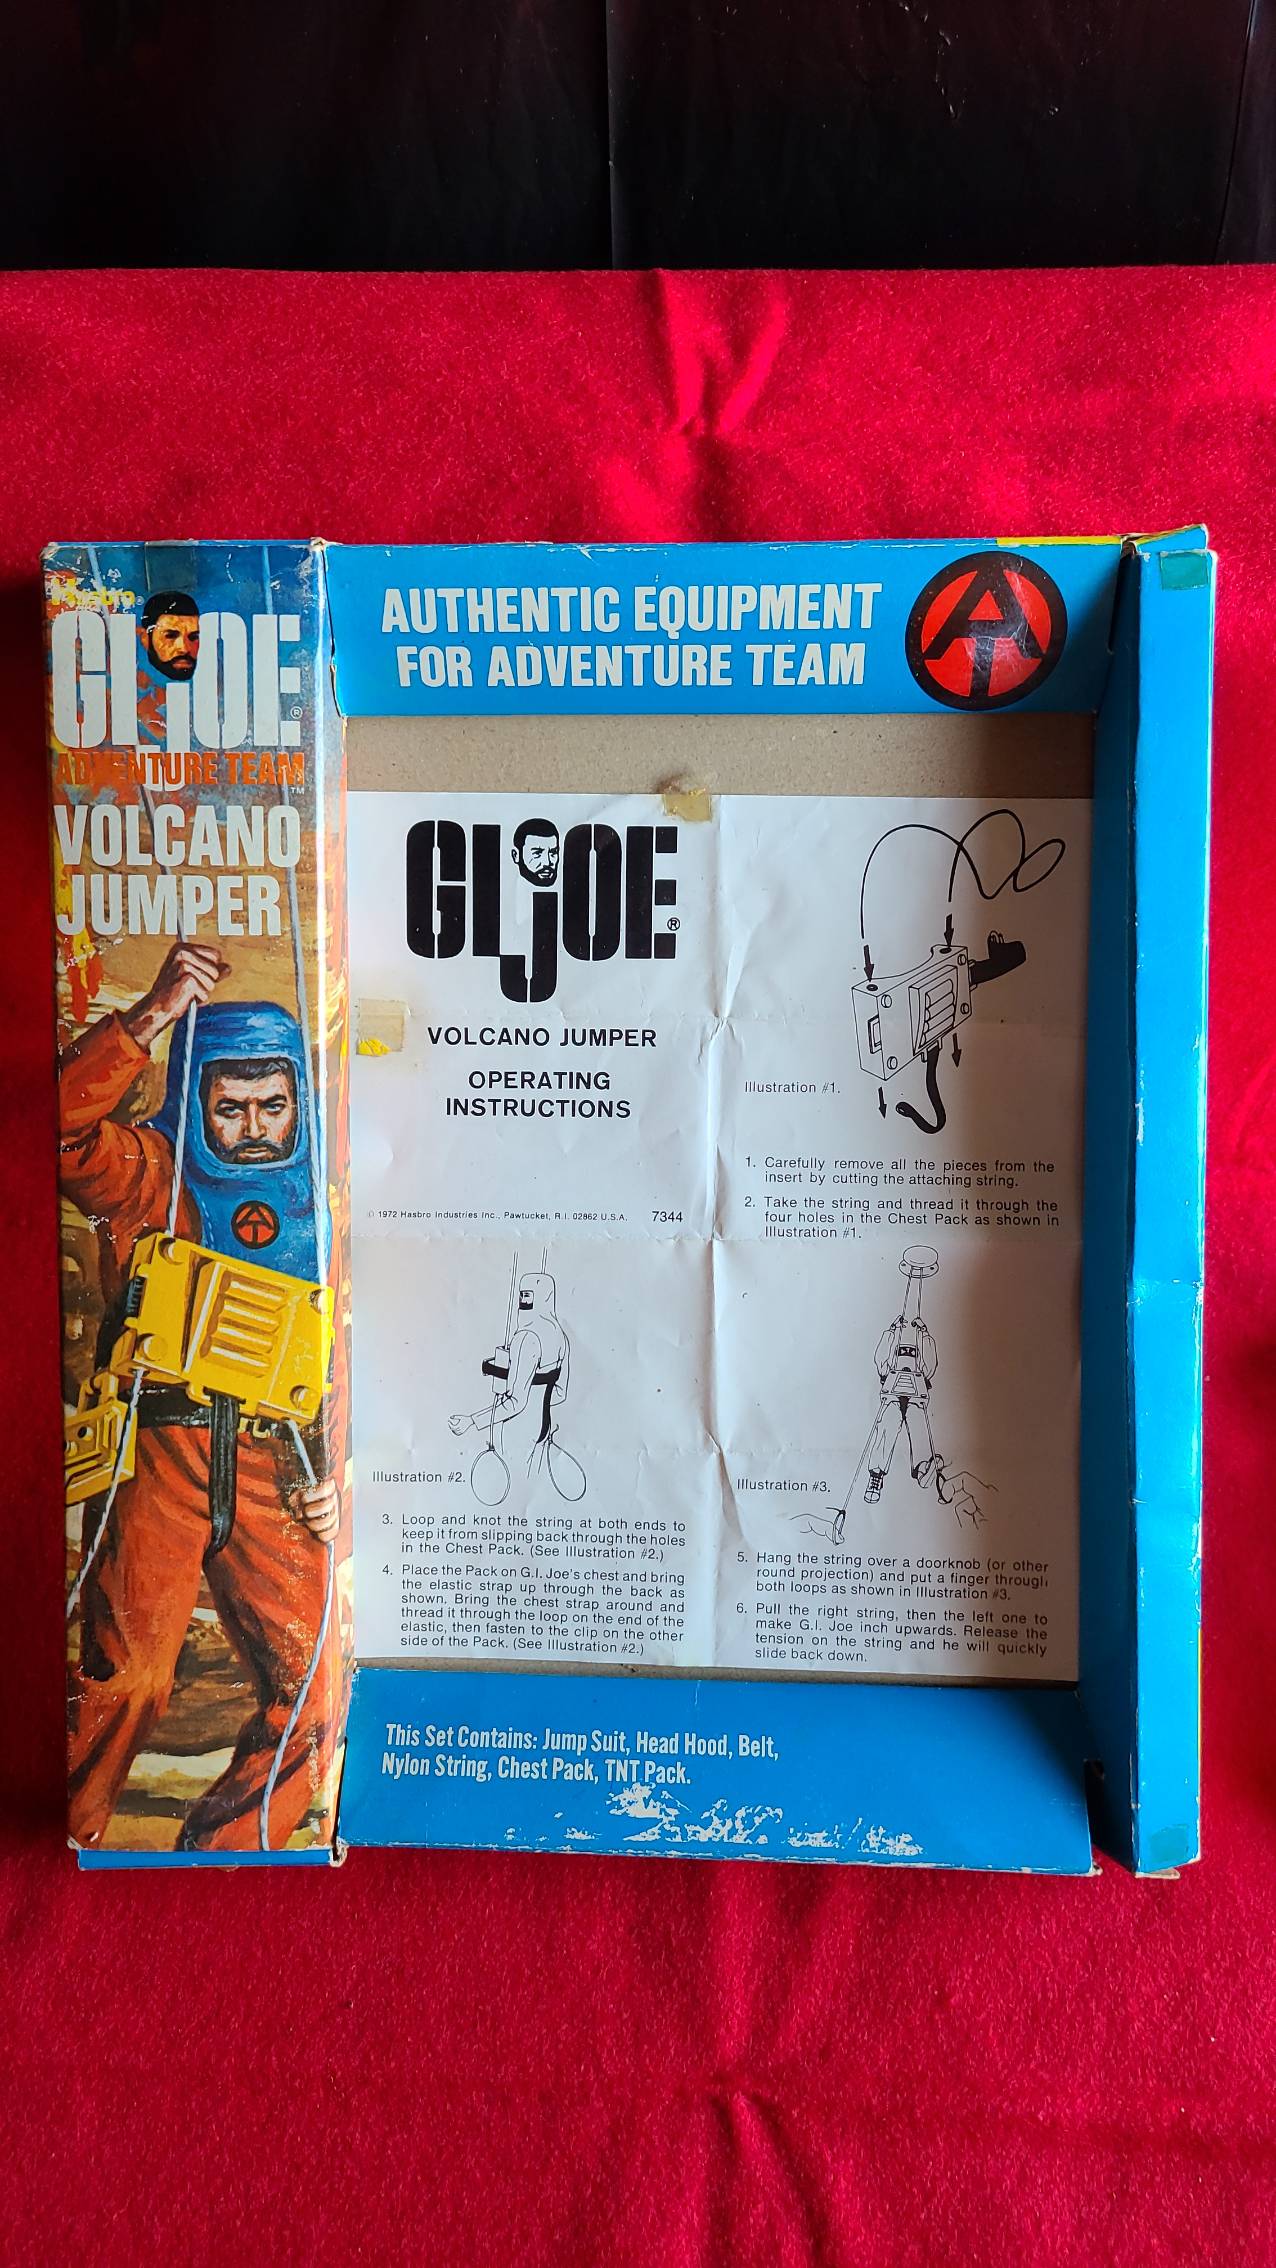 Hasbro®
GI JOE®
ADVENTURE TEAM™
VOLCANO
JUMPER
AUTHENTIC EQUIPMENT
FOR ADVENTURE TEAM
AT
GI JOE®
VOLCANO JUMPER
OPERATING
INSTRUCTIONS
© 1972 Hasbro Industries Inc., Pawtucket, R.I. 02862 U.S.A. 7344
Illustration #1.
1. Carefully remove all the pieces from the
insert by cutting the attaching string.
2. Take the string and thread it through the
four holes in the Chest Pack as shown in
Illustration #1.
Illustration #2.
3. Loop and knot the string at both ends to
keep it from slipping back through the holes
in the Chest Pack. (See Illustration #2.)
4. Place the Pack on G.I. Joe's chest and bring
the elastic strap up through the back as
shown. Bring the chest strap around and
thread it through the loop on the end of the
elastic, then fasten to the clip on the other
side of the Pack. (See Illustration #2.)
Illustration #3.
5. Hang the string over a doorknob (or other
round projection) and put a finger through
both loops as shown in Illustration #3.
6. Pull the right string, then the left one to
make G.I. Joe inch upwards. Release the
tension on the string and he will quickly
slide back down.
This Set Contains: Jump Suit, Head Hood, Belt,
Nylon String, Chest Pack, TNT Pack.
AT